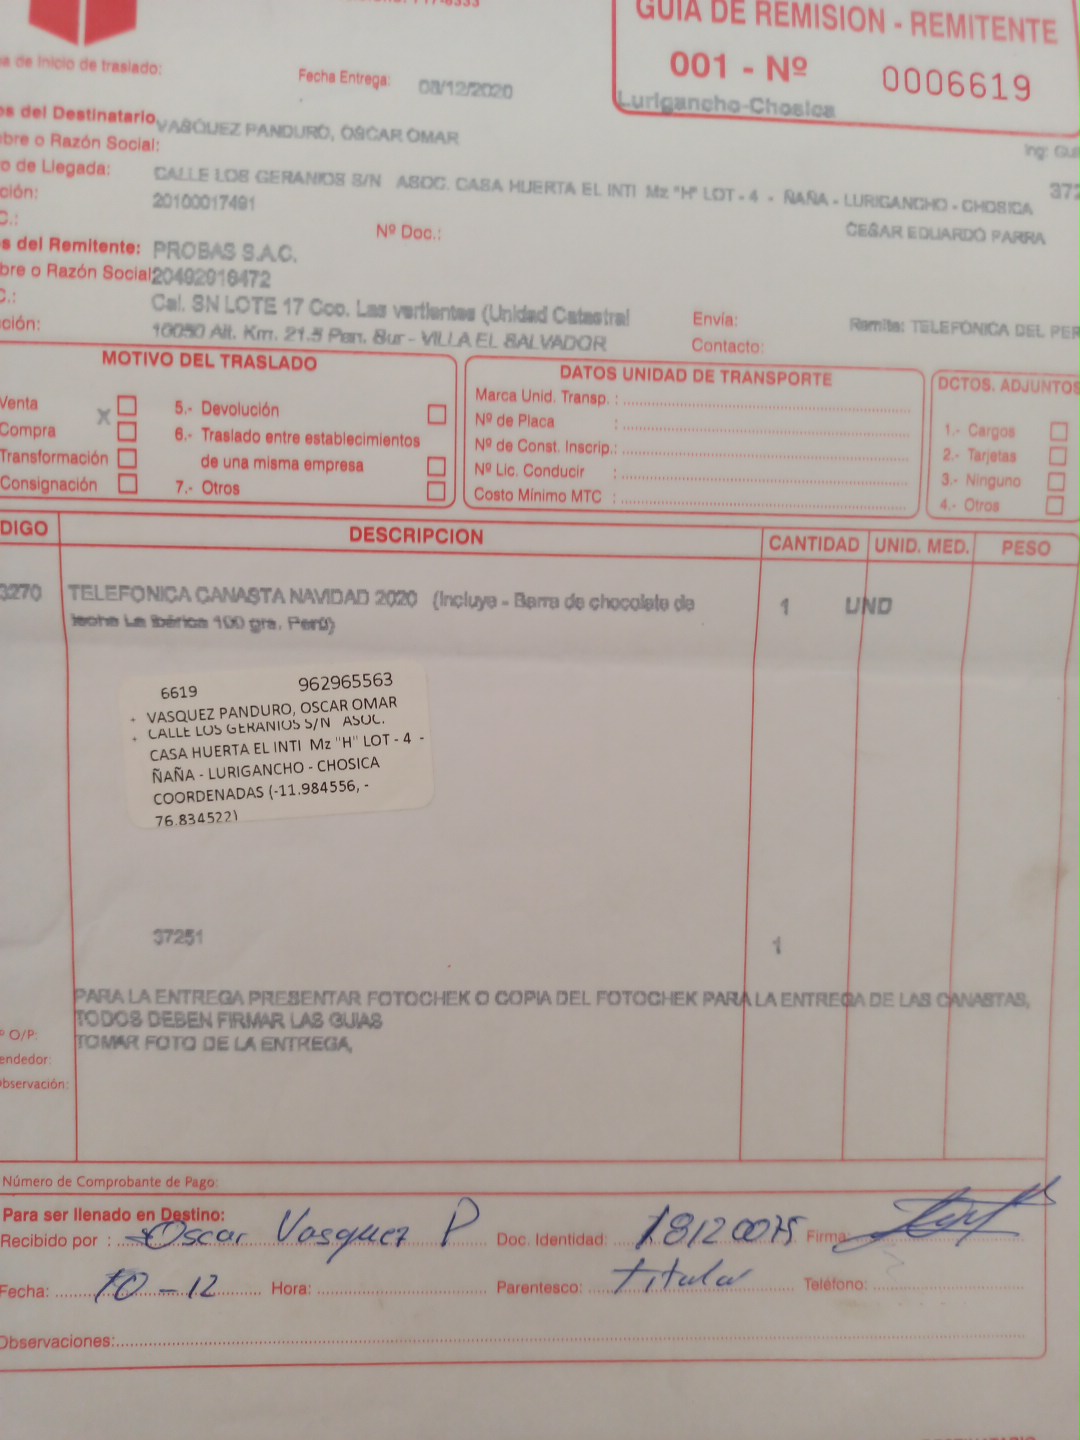 GUIA DE REMISION - REMITENTE
001 - Nº 0006619
Lurigancho-Chosica
a de Inicio de traslado:
Fecha Entrega: 08/12/2020
os del Destinatario
VASQUEZ PANDURO, OSCAR OMAR
bre o Razón Social:
Ing:
o de Llegada: CALLE LOS GERANIOS S/N ASOC. CASA HUERTA EL INTI Mz "H" LOT - 4 - ÑAÑA - LURIGANCHO - CHOSICA 372
ción: 20100017491
C.: Nº Doc.: CESAR EDUARDO PARRA
s del Remitente: PROBAS S.A.C.
bre o Razón Social 20492918472
C.: Cal. SN LOTE 17 Coo. Las vertientes (Unidad Catastral
Envía: Remite: TELEFONICA DEL PER
ción: 10050 Alt. Km. 21.5 Pan. Sur - VILLA EL SALVADOR
Contacto:
MOTIVO DEL TRASLADO
Venta X
Compra
Transformación
Consignación
5.- Devolución
6.- Traslado entre establecimientos
de una misma empresa
7.- Otros
DATOS UNIDAD DE TRANSPORTE
Marca Unid. Transp. :
Nº de Placa :
Nº de Const. Inscrip.:
Nº Lic. Conducir :
Costo Mínimo MTC :
DCTOS. ADJUNTOS
1.- Cargos
2.- Tarjetas
3.- Ninguno
4.- Otros
DIGO DESCRIPCION CANTIDAD UNID. MED. PESO
3270 TELEFONICA CANASTA NAVIDAD 2020 (Incluye - Barra de chocolate de 1 UND
leche La Ibérica 100 grs. Perú)
6619 962965563
VASQUEZ PANDURO, OSCAR OMAR
CALLE LOS GERANIOS S/N ASOC.
CASA HUERTA EL INTI Mz "H" LOT - 4 -
ÑAÑA - LURIGANCHO - CHOSICA
COORDENADAS (-11.984556, -
76.834522)
37251 1
PARA LA ENTREGA PRESENTAR FOTOCHEK O COPIA DEL FOTOCHEK PARA LA ENTREGA DE LAS CANASTAS,
TODOS DEBEN FIRMAR LAS GUIAS
TOMAR FOTO DE LA ENTREGA,
º O/P:
endedor:
bservación:
Número de Comprobante de Pago:
Para ser llenado en Destino:
Recibido por : Oscar Vasquez P Doc. Identidad: Firma
Fecha: 10-12 Hora: Parentesco: titular Teléfono:
Observaciones: